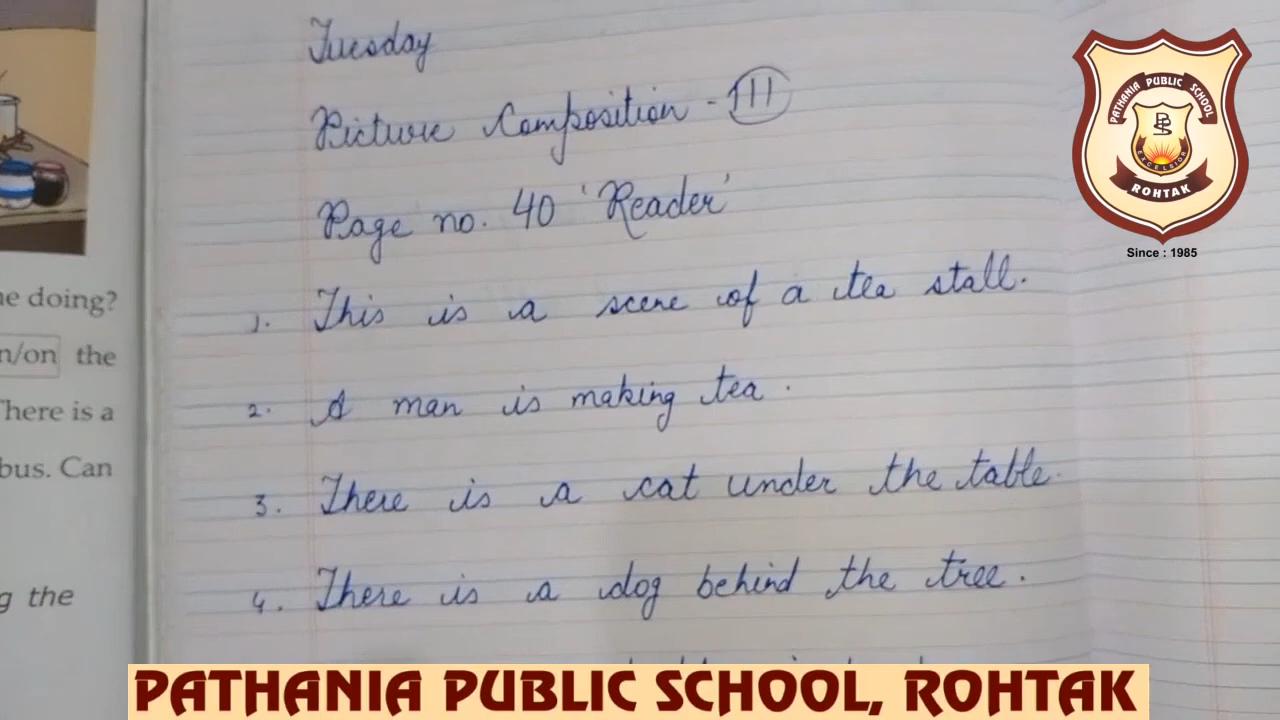 Tuesday
Picture Composition - III
Page no. 40 'Reader'
1. This is a scene of a tea stall.
2. A man is making tea.
3. There is a cat under the table.
4. There is a dog behind the tree.
doing?
n/on the
There is a
bus. Can
the
PATHANIA PUBLIC SCHOOL
PS
EXCELSIOR
ROHTAK
Since : 1985
PATHANIA PUBLIC SCHOOL, ROHTAK